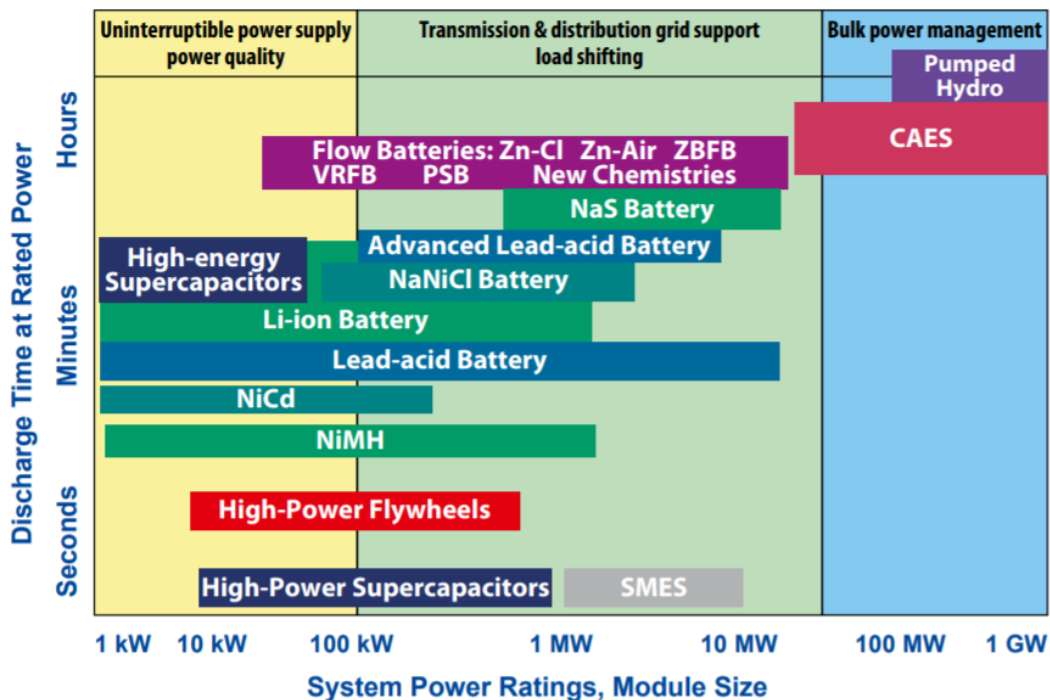 Uninterruptible power supply
power quality
Transmission & distribution grid support
load shifting
Bulk power management
Pumped
Hydro
CAES
Flow Batteries: Zn-Cl Zn-Air ZBFB
VRFB PSB New Chemistries
NaS Battery
Advanced Lead-acid Battery
High-energy
Supercapacitors
NaNiCl Battery
Li-ion Battery
Lead-acid Battery
NiCd
NiMH
High-Power Flywheels
High-Power Supercapacitors
SMES
Discharge Time at Rated Power
Hours
Minutes
Seconds
1 kW 10 kW 100 kW 1 MW 10 MW 100 MW 1 GW
System Power Ratings, Module Size